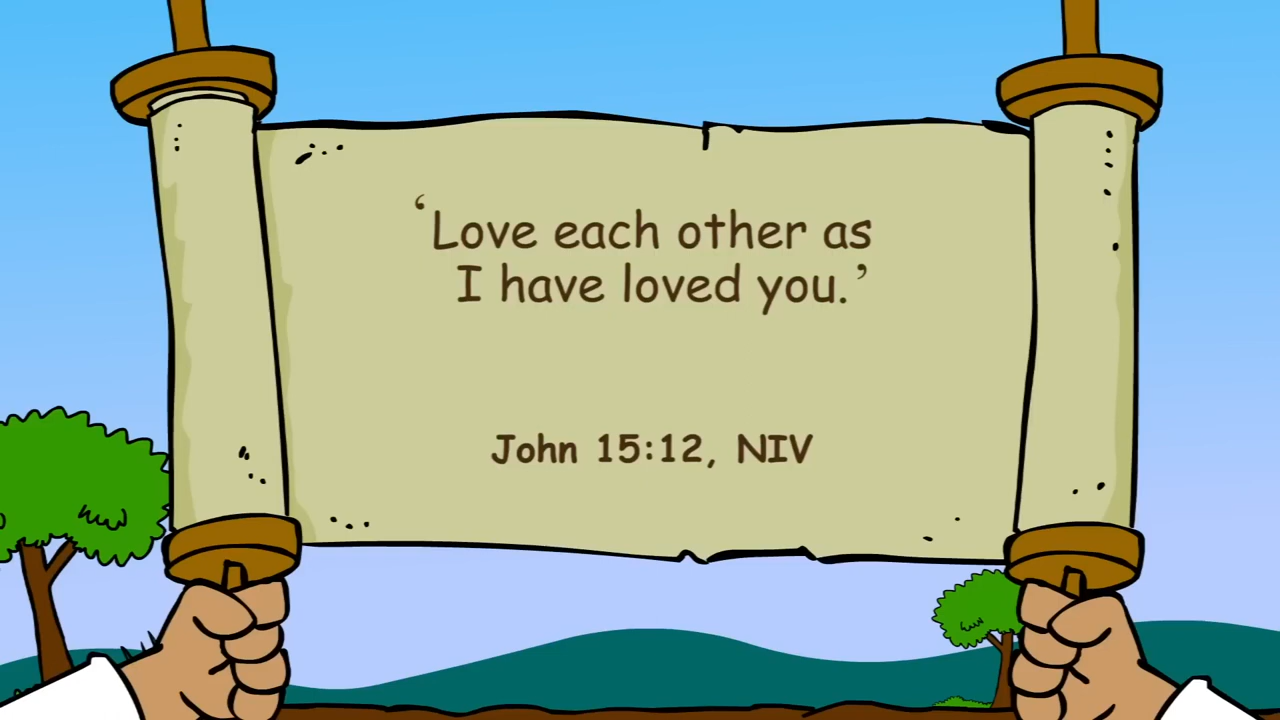 ‘Love each other as
I have loved you.’
John 15:12, NIV